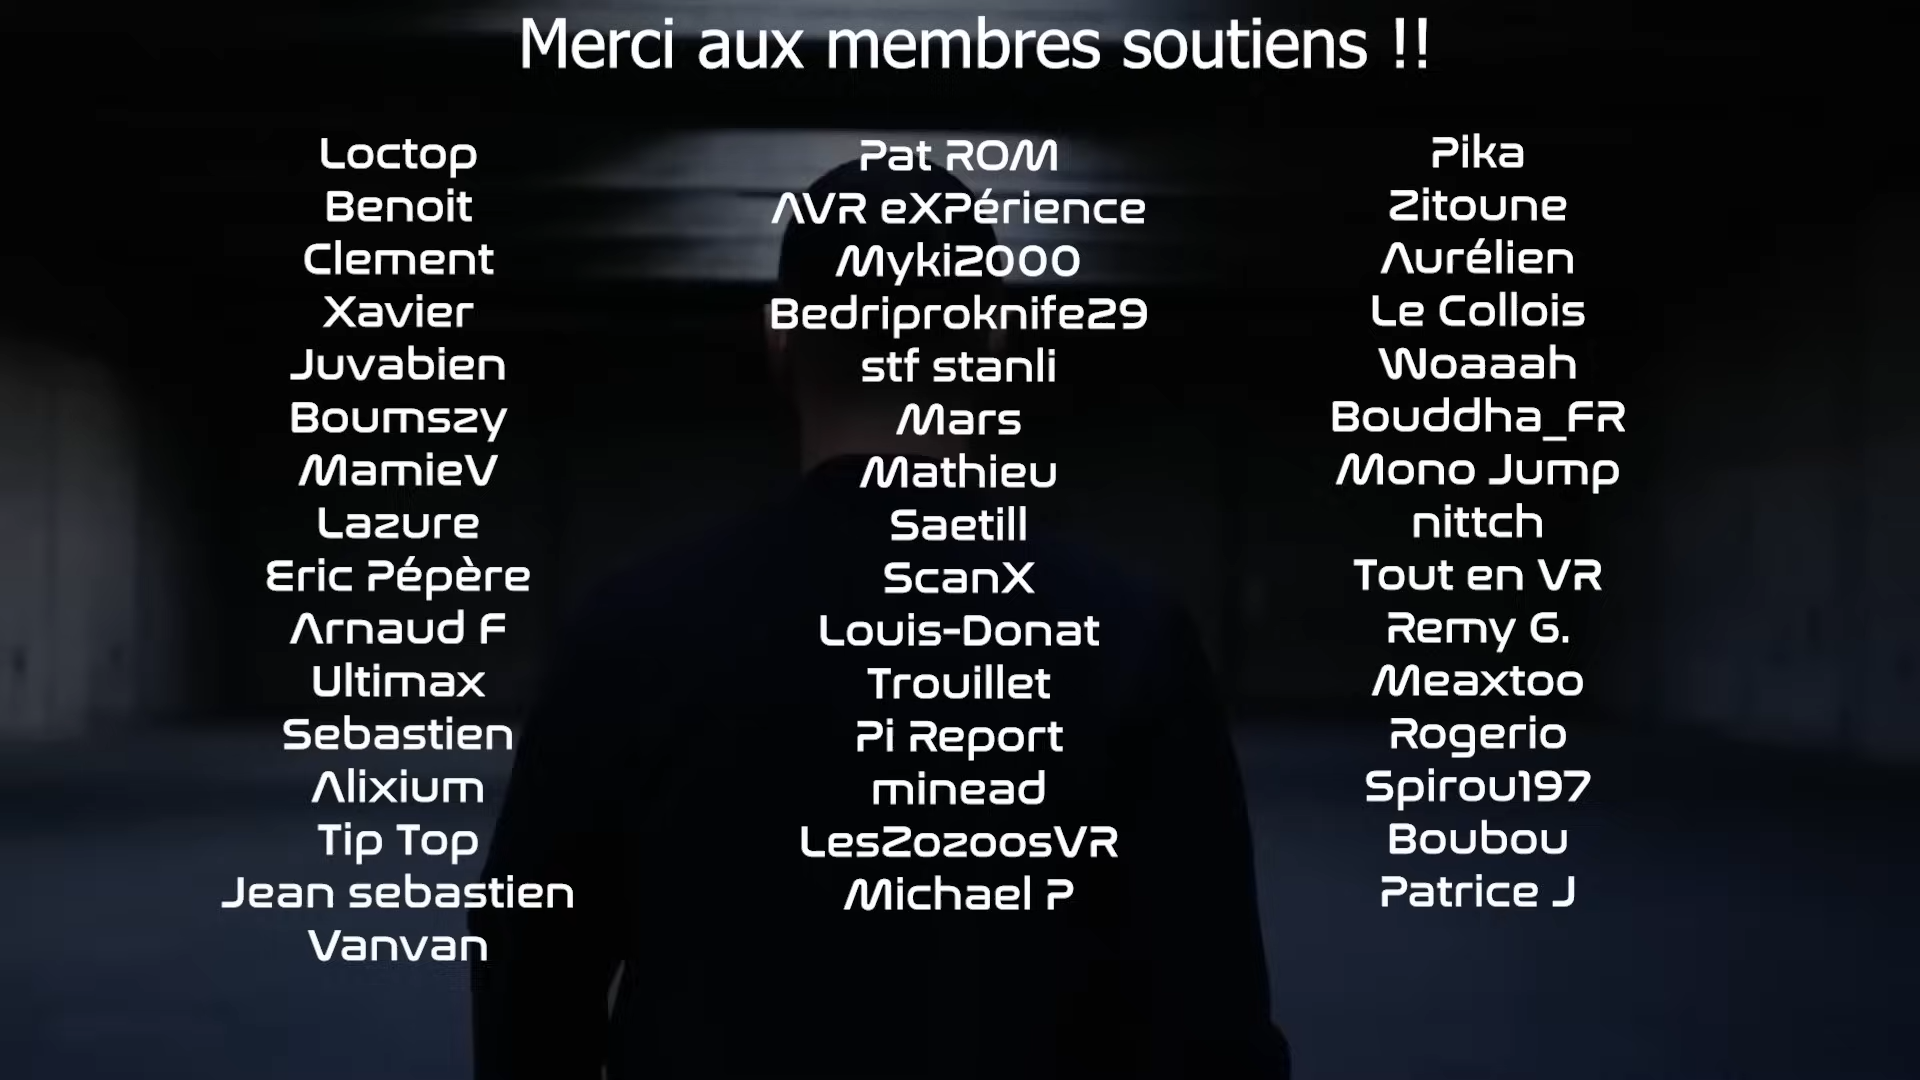 Merci aux membres soutiens !!
Loctop
Benoit
Clement
Xavier
Juvabien
Boumszy
MamieV
Lazure
Eric Pépère
Arnaud F
Ultimax
Sebastien
Alixium
Tip Top
Jean sebastien
Vanvan
Pat ROM
AVR eXPérience
Myki2000
Bedriproknife29
stf stanli
Mars
Mathieu
Saetill
ScanX
Louis-Donat
Trouillet
Pi Report
minead
LesZozoosVR
Michael P
Pika
Zitoune
Aurélien
Le Collois
Woaaah
Bouddha_FR
Mono Jump
nittch
Tout en VR
Remy G.
Meaxtoo
Rogerio
Spirou197
Boubou
Patrice J